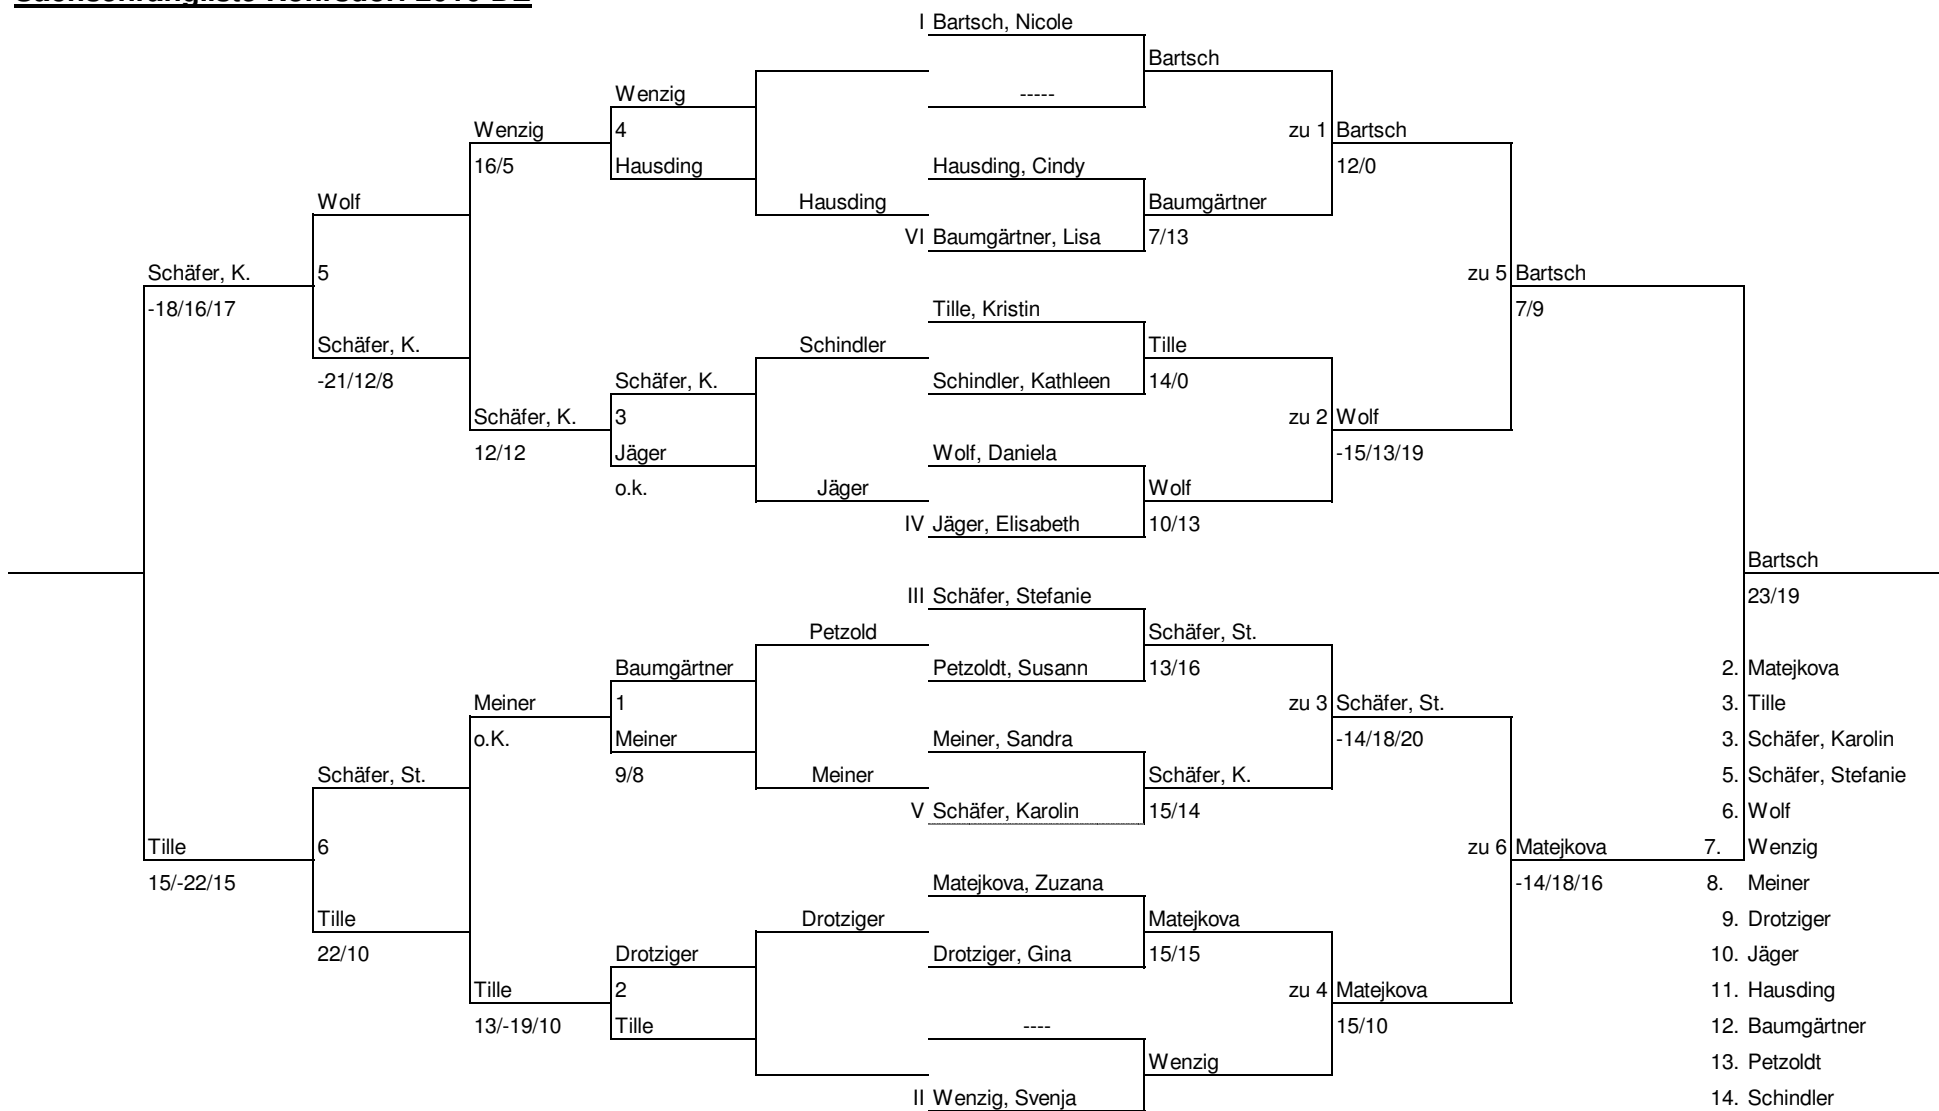 I Bartsch, Nicole
Bartsch
Wenzig
-----
Wenzig
4
zu 1 Bartsch
16/5
Hausding
Hausding, Cindy
12/0
Wolf
Hausding
Baumgärtner
VI Baumgärtner, Lisa
7/13
Schäfer, K.
5
zu 5 Bartsch
-18/16/17
Tille, Kristin
7/9
Schäfer, K.
Schindler
Tille
-21/12/8
Schäfer, K.
Schindler, Kathleen
14/0
Schäfer, K.
3
zu 2 Wolf
12/12
Jäger
Wolf, Daniela
-15/13/19
o.k.
Jäger
Wolf
IV Jäger, Elisabeth
10/13
Bartsch
III Schäfer, Stefanie
23/19
Petzold
Schäfer, St.
Baumgärtner
Petzoldt, Susann
13/16
2. Matejkova
Meiner
1
zu 3 Schäfer, St.
3. Tille
o.K.
Meiner
Meiner, Sandra
-14/18/20
3. Schäfer, Karolin
Schäfer, St.
9/8
Meiner
Schäfer, K.
5. Schäfer, Stefanie
V Schäfer, Karolin
15/14
6. Wolf
Tille
6
zu 6 Matejkova
7. Wenzig
15/-22/15
Matejkova, Zuzana
-14/18/16
8. Meiner
Tille
Drotziger
Matejkova
9. Drotziger
22/10
Drotziger
Drotziger, Gina
15/15
10. Jäger
Tille
2
zu 4 Matejkova
11. Hausding
13/-19/10
Tille
----
15/10
12. Baumgärtner
Wenzig
13. Petzoldt
II Wenzig, Svenja
14. Schindler